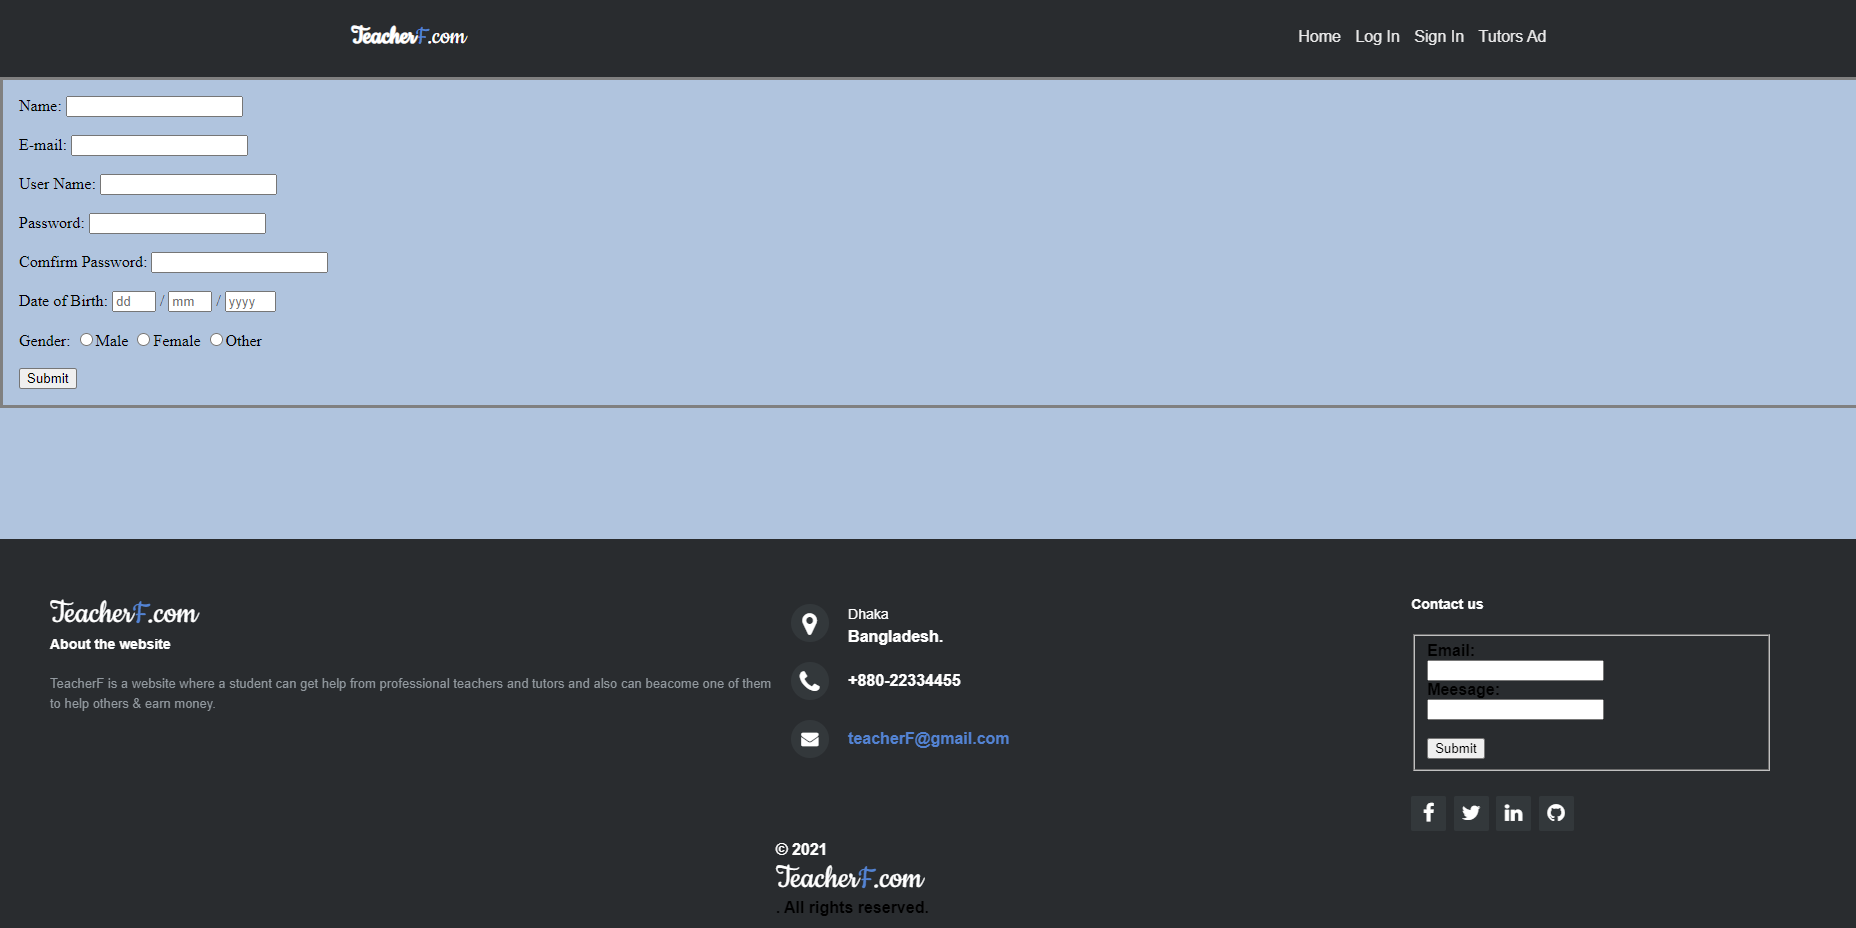 TeacherF.com
Home Log In Sign In Tutors Ad
Name:
E-mail:
User Name:
Password:
Comfirm Password:
Date of Birth: dd / mm / yyyy
Gender: Male Female Other
Submit
TeacherF.com
About the website
TeacherF is a website where a student can get help from professional teachers and tutors and also can beacome one of them
to help others & earn money.
Dhaka
Bangladesh.
+880-22334455
teacherF@gmail.com
Contact us
Email:
Meesage:
Submit
© 2021
TeacherF.com
. All rights reserved.